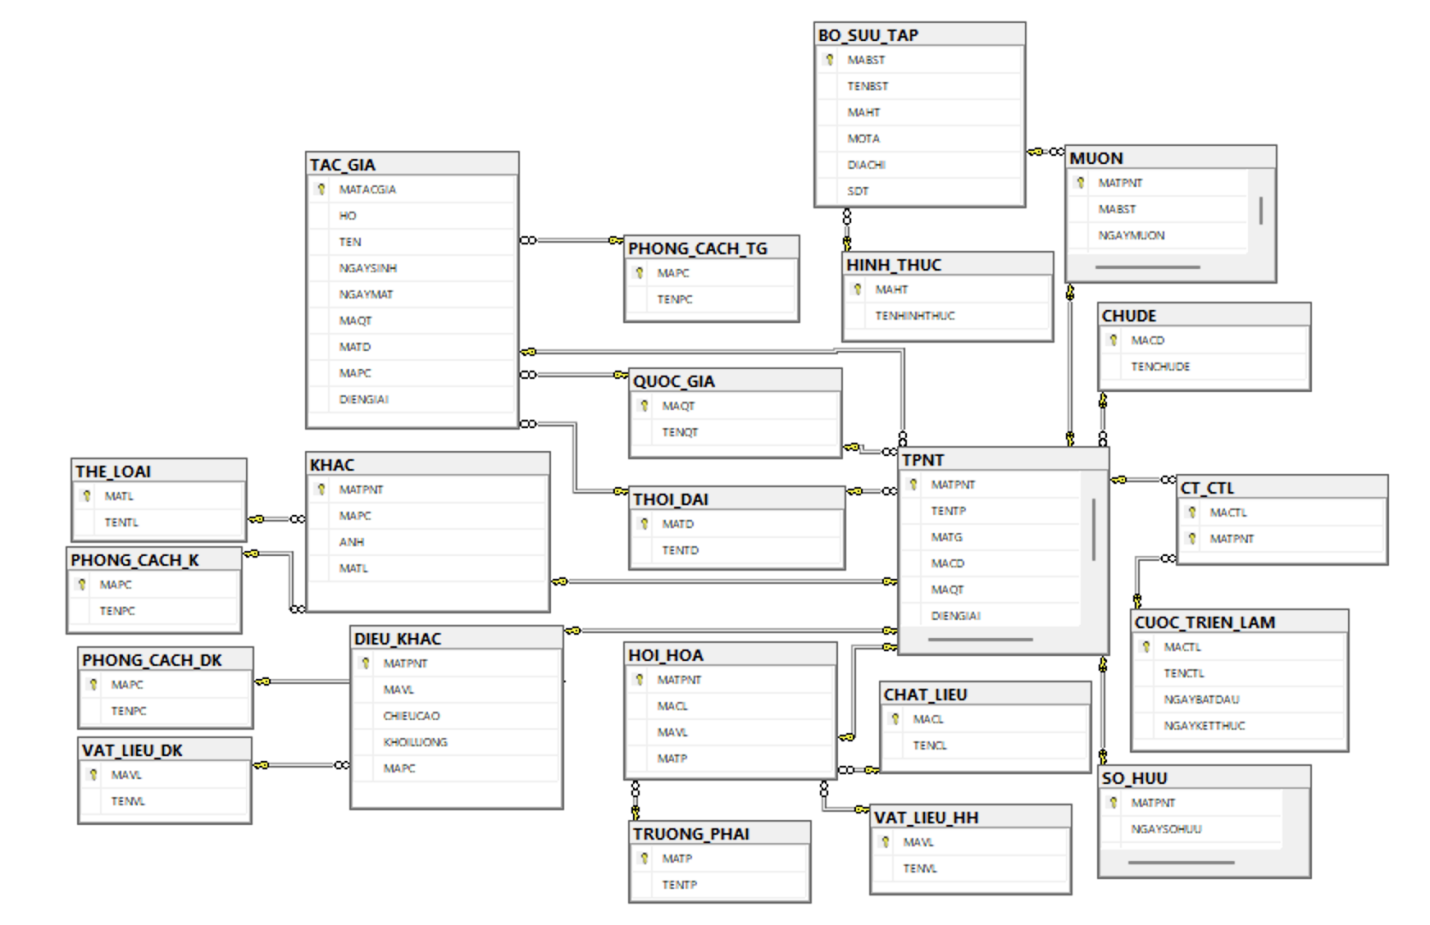 BO_SUU_TAP
MABST
TENBST
MAHT
MOTA
DIACHI
SDT
MUON
MATPNT
MABST
NGAYMUON
TAC_GIA
MATACGIA
HO
TEN
NGAYSINH
NGAYMAT
MAQT
MATD
MAPC
DIENGIAI
PHONG_CACH_TG
MAPC
TENPC
HINH_THUC
MAHT
TENHINHTHUC
CHUDE
MACD
TENCHUDE
QUOC_GIA
MAQT
TENQT
THE_LOAI
MATL
TENTL
KHAC
MATPNT
MAPC
ANH
MATL
THOI_DAI
MATD
TENTD
TPNT
MATPNT
TENTP
MATG
MACD
MAQT
DIENGIAI
CT_CTL
MACTL
MATPNT
PHONG_CACH_K
MAPC
TENPC
CUOC_TRIEN_LAM
MACTL
TENCTL
NGAYBATDAU
NGAYKETTHUC
DIEU_KHAC
MATPNT
MAVL
CHIEUCAO
KHOILUONG
MAPC
PHONG_CACH_DK
MAPC
TENPC
HOI_HOA
MATPNT
MACL
MAVL
MATP
CHAT_LIEU
MACL
TENCL
VAT_LIEU_DK
MAVL
TENVL
SO_HUU
MATPNT
NGAYSOHUU
TRUONG_PHAI
MATP
TENTP
VAT_LIEU_HH
MAVL
TENVL